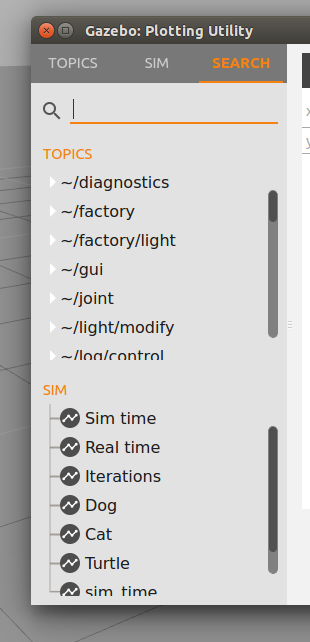 Gazebo: Plotting Utility
TOPICS SIM SEARCH
TOPICS
~/diagnostics
~/factory
~/factory/light
~/gui
~/joint
~/light/modify
~/log/control
SIM
Sim time
Real time
Iterations
Dog
Cat
Turtle
sim_time
x
y